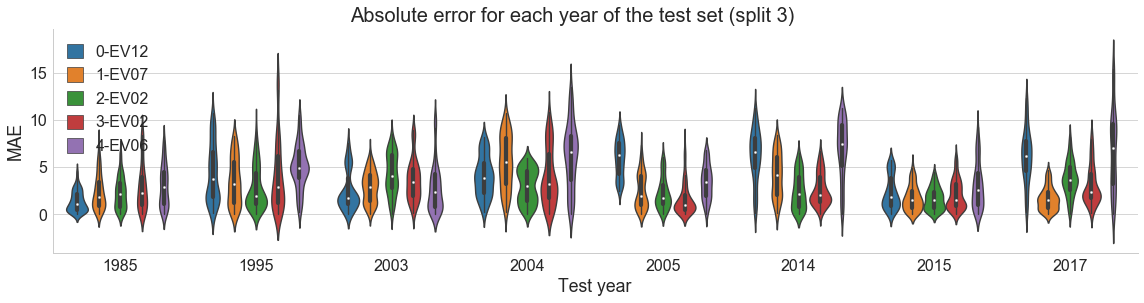 Absolute error for each year of the test set (split 3)
MAE
15
10
5
0
0-EV12
1-EV07
2-EV02
3-EV02
4-EV06
1985 1995 2003 2004 2005 2014 2015 2017
Test year